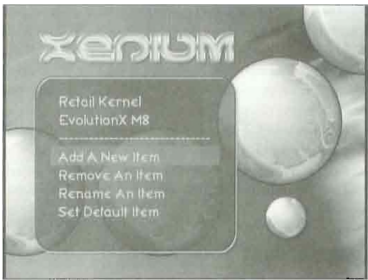 XENIUM
Retail Kernel
EvolutionX M8
--------------------------------
Add A New Item
Remove An Item
Rename An Item
Set Default Item